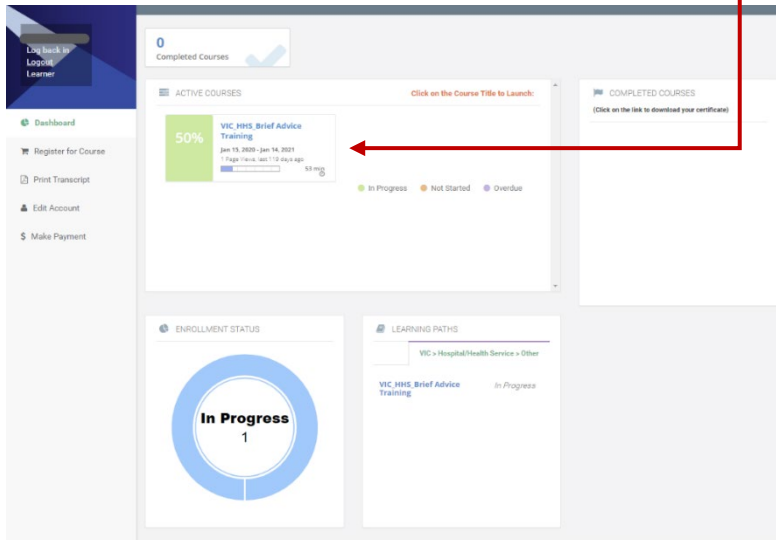 Log back in
Logout
Learner
Dashboard
Register for Course
Print Transcript
Edit Account
$ Make Payment
0
Completed Courses
ACTIVE COURSES
Click on the Course Title to Launch:
50%
VIC_HHS_Brief Advice
Training
Jan 15, 2020 - Jan 14, 2021
1 Page Views, last 113 days ago
53 min
In Progress
Not Started
Overdue
COMPLETED COURSES
(Click on the link to download your certificate)
ENROLLMENT STATUS
In Progress
1
LEARNING PATHS
VIC > Hospital/Health Service > Other
VIC_HHS_Brief Advice
Training
In Progress